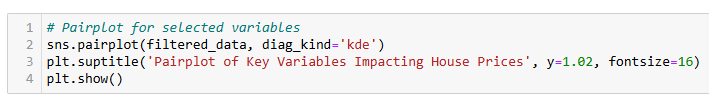 1 # Pairplot for selected variables
2 sns.pairplot(filtered_data, diag_kind='kde')
3 plt.suptitle('Pairplot of Key Variables Impacting House Prices', y=1.02, fontsize=16)
4 plt.show()